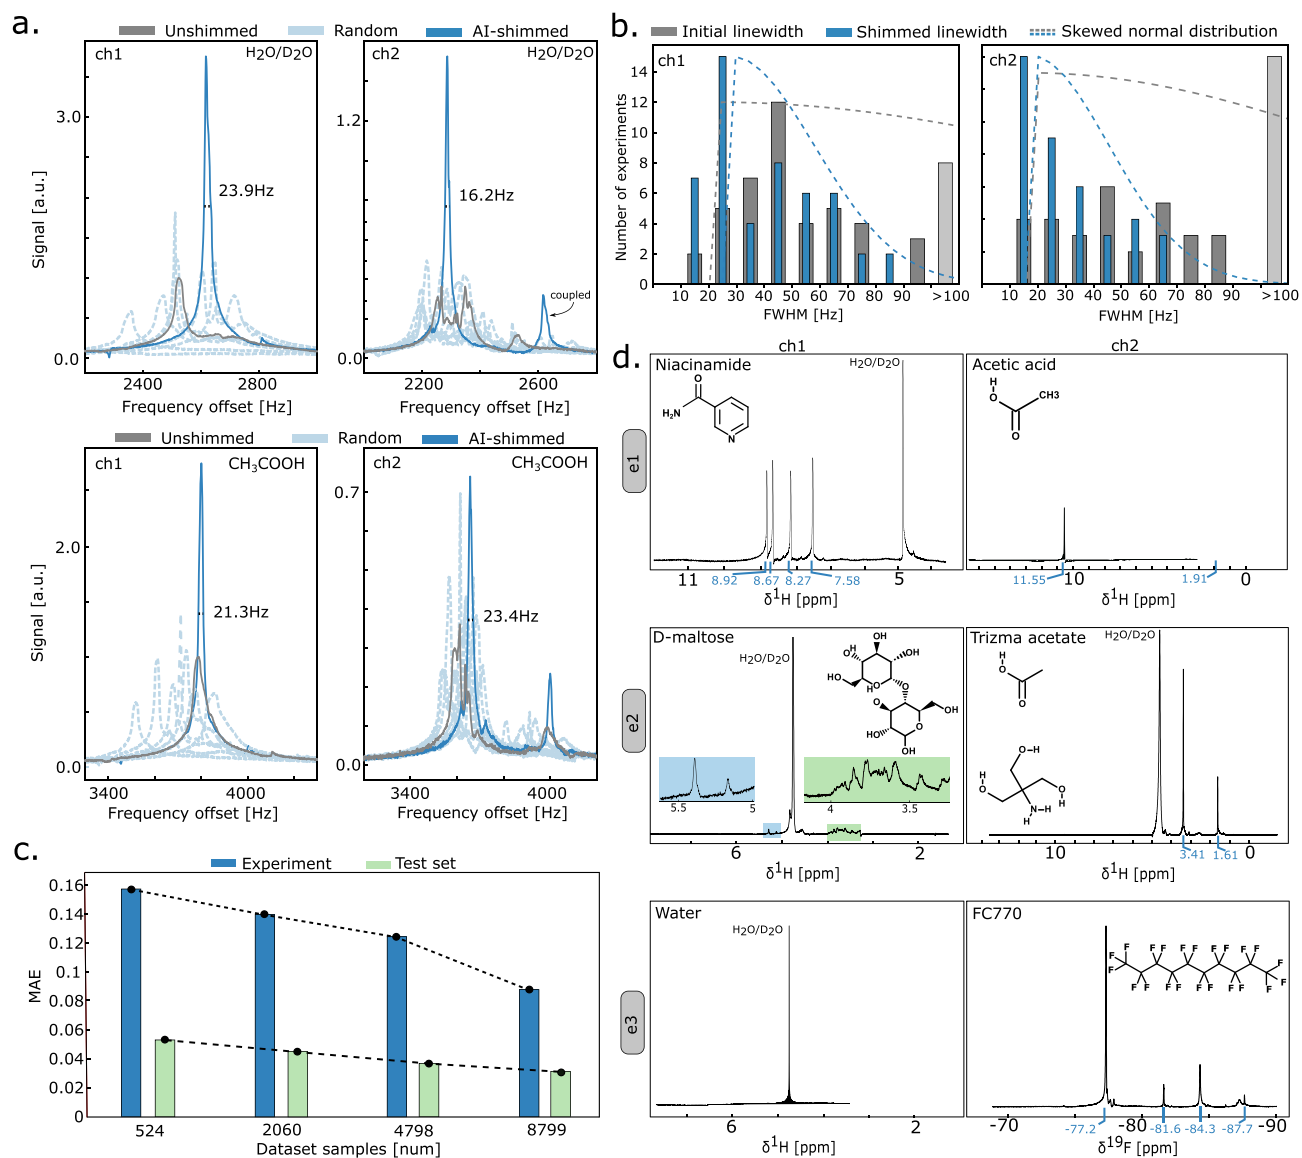 a.
Unshimmed Random AI-shimmed
ch1 H2O/D2O
ch2 H2O/D2O
Signal [a.u.]
3.0
0.0
23.9Hz
2400 2800
Frequency offset [Hz]
1.2
0.0
16.2Hz
coupled
2200 2600
Frequency offset [Hz]
Unshimmed Random AI-shimmed
ch1 CH3COOH
ch2 CH3COOH
Signal [a.u.]
2.0
0.0
21.3Hz
3400 4000
Frequency offset [Hz]
0.7
0.0
23.4Hz
3400 4000
Frequency offset [Hz]
b.
Initial linewidth Shimmed linewidth Skewed normal distribution
ch1
ch2
Number of experiments
14
12
10
8
6
4
2
0
10 20 30 40 50 60 70 80 90 >100
FWHM [Hz]
10 20 30 40 50 60 70 80 >100
FWHM [Hz]
c.
Experiment Test set
MAE
0.16
0.14
0.12
0.1
0.08
0.06
0.04
0.02
0
524 2060 4798 8799
Dataset samples [num]
d.
ch1 ch2
e1
Niacinamide
H2O/D2O
O
H2N
N
11 5
8.92 8.67 8.27 7.58
δ1H [ppm]
Acetic acid
H
O
CH3
O
10 0
11.55 1.91
δ1H [ppm]
e2
D-maltose
H2O/D2O
OH
HO
OH
O
HO
HO
O
HO
OH
O
HO
OH
OH
5.5 5
4 3.5
6 2
δ1H [ppm]
Trizma acetate
H2O/D2O
H
O
O
O-H
H
O
O
H
N
H
H
10 0
3.41 1.61
δ1H [ppm]
e3
Water
H2O/D2O
6 2
δ1H [ppm]
FC770
F F F F F F F F F F F
F F F F F F F F F F F
-70 -80 -90
-77.2 -81.6 -84.3 -87.7
δ19F [ppm]